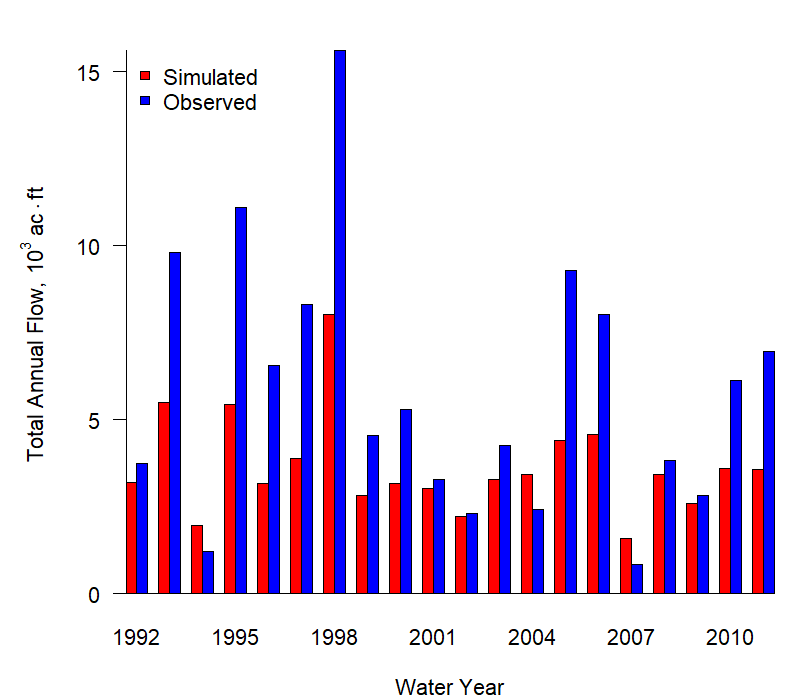 15
Simulated
Observed
10
5
0
Total Annual Flow, 10³ ac · ft
1992 1995 1998 2001 2004 2007 2010
Water Year